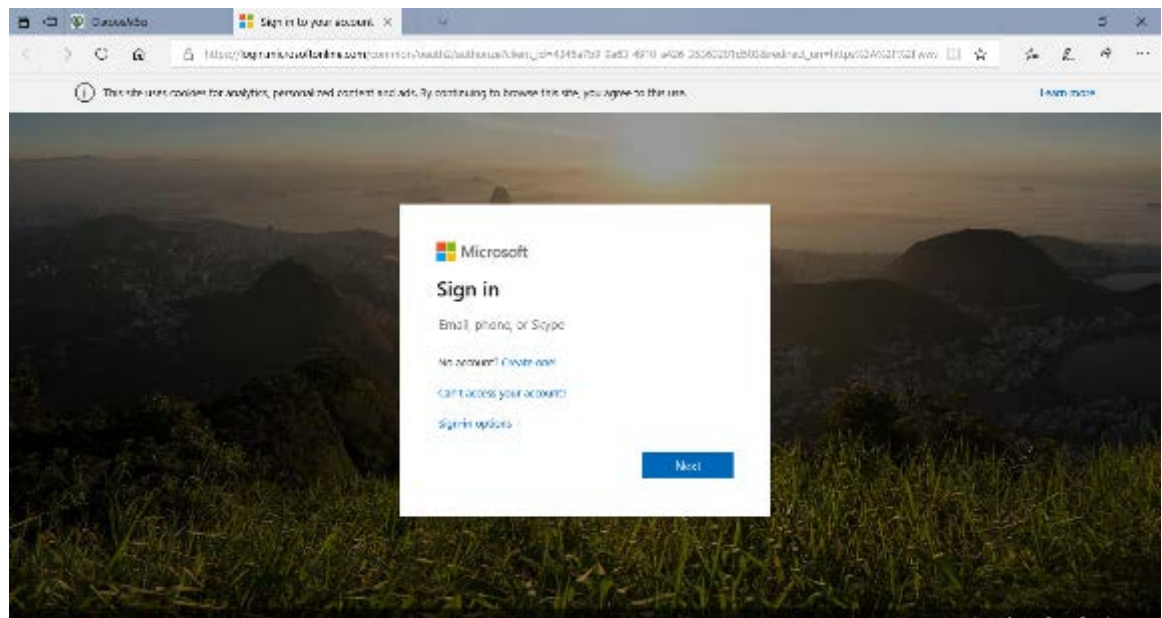 Sign in to your account
This site uses cookies for analytics, personalized content and ads. By continuing to browse this site, you agree to this use.
Learn more
Microsoft
Sign in
Email, phone, or Skype
No account? Create one!
Can't access your account?
Sign-in options
Next